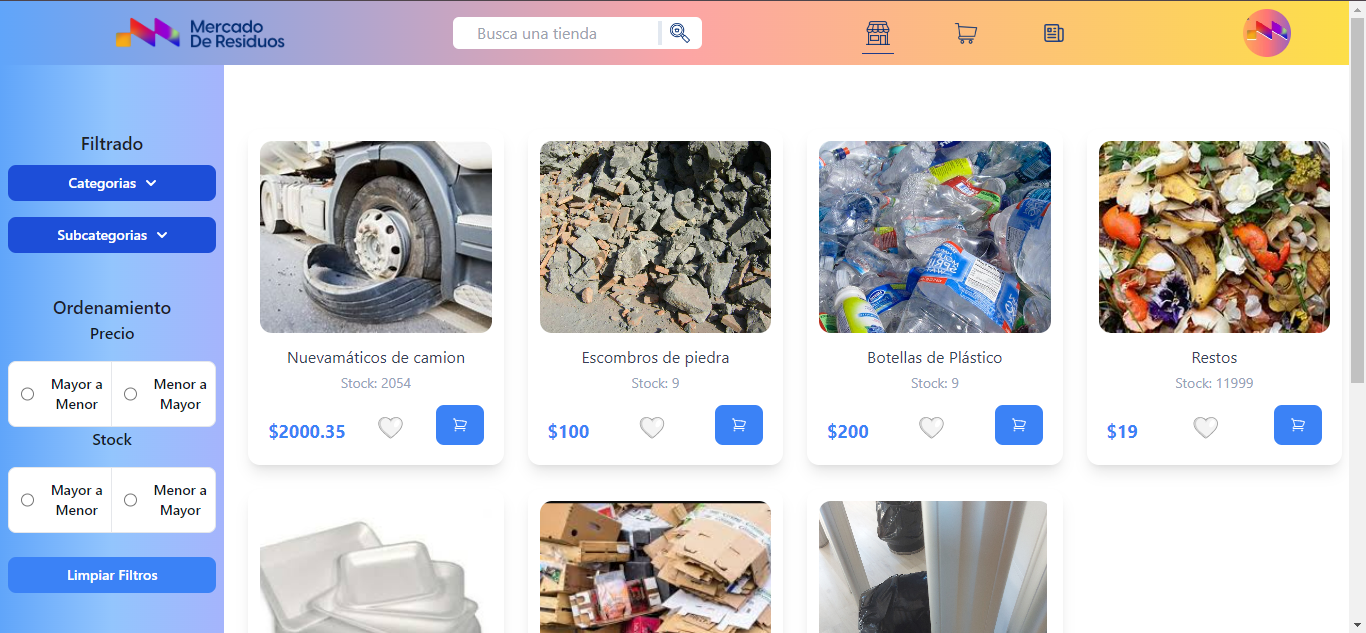 Mercado
De Residuos
Busca una tienda
Filtrado
Categorias
Subcategorias
Ordenamiento
Precio
Mayor a
Menor
Menor a
Mayor
Stock
Mayor a
Menor
Menor a
Mayor
Limpiar Filtros
Nuevamáticos de camion
Stock: 2054
$2000.35
Escombros de piedra
Stock: 9
$100
Botellas de Plástico
Stock: 9
$200
Restos
Stock: 11999
$19